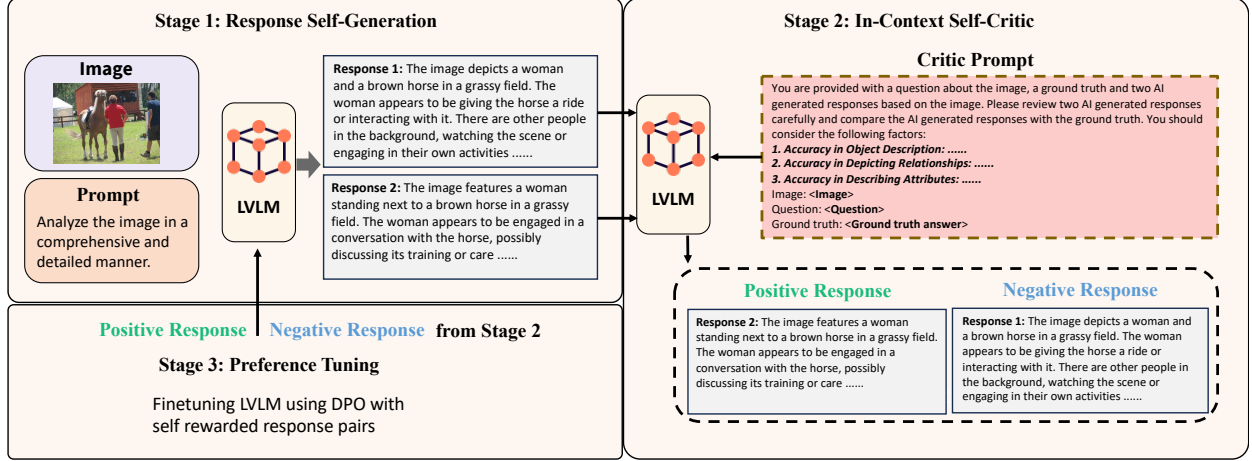 Stage 1: Response Self-Generation
Image
Prompt
Analyze the image in a
comprehensive and
detailed manner.
LVLM
Response 1: The image depicts a woman
and a brown horse in a grassy field. The
woman appears to be giving the horse a ride
or interacting with it. There are other people
in the background, watching the scene or
engaging in their own activities ......
Response 2: The image features a woman
standing next to a brown horse in a grassy
field. The woman appears to be engaged in a
conversation with the horse, possibly
discussing its training or care ......
Stage 2: In-Context Self-Critic
LVLM
Critic Prompt
You are provided with a question about the image, a ground truth and two AI
generated responses based on the image. Please review two AI generated responses
carefully and compare the AI generated responses with the ground truth. You should
consider the following factors:
1. Accuracy in Object Description: ......
2. Accuracy in Depicting Relationships: ......
3. Accuracy in Describing Attributes: ......
Image: <Image>
Question: <Question>
Ground truth: <Ground truth answer>
Positive Response
Response 2: The image features a woman
standing next to a brown horse in a grassy field.
The woman appears to be engaged in a
conversation with the horse, possibly
discussing its training or care ......
Negative Response
Response 1: The image depicts a woman and
a brown horse in a grassy field. The woman
appears to be giving the horse a ride or
interacting with it. There are other people in
the background, watching the scene or
engaging in their own activities ......
Positive Response Negative Response from Stage 2
Stage 3: Preference Tuning
Finetuning LVLM using DPO with
self rewarded response pairs